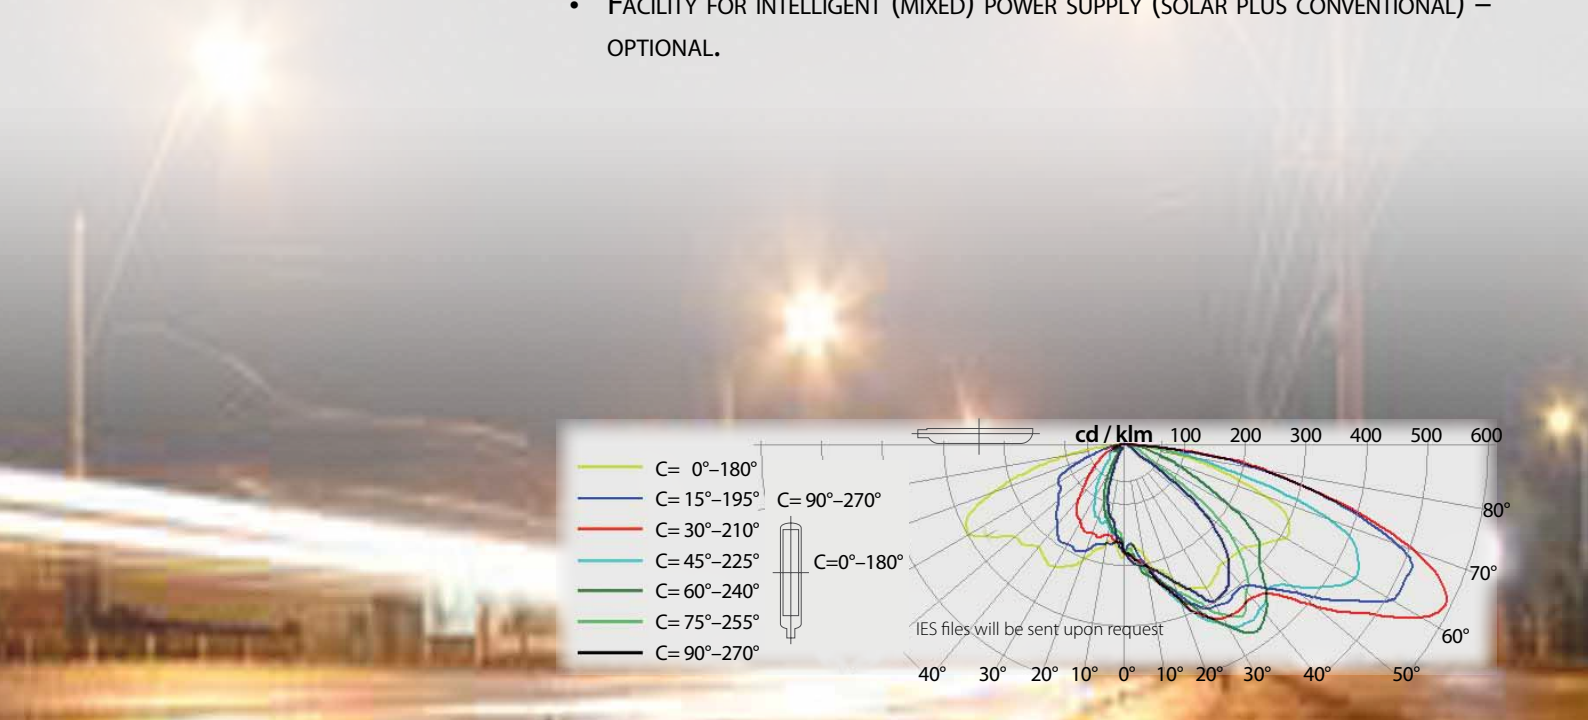 • FACILITY FOR INTELLIGENT (MIXED) POWER SUPPLY (SOLAR PLUS CONVENTIONAL) –
OPTIONAL.
cd / klm 100 200 300 400 500 600
C= 0°–180°
C= 15°–195°
C= 30°–210°
C= 45°–225°
C= 60°–240°
C= 75°–255°
C= 90°–270°
C= 90°–270°
C=0°–180°
80°
70°
60°
IES files will be sent upon request
40° 30° 20° 10° 0° 10° 20° 30° 40° 50°